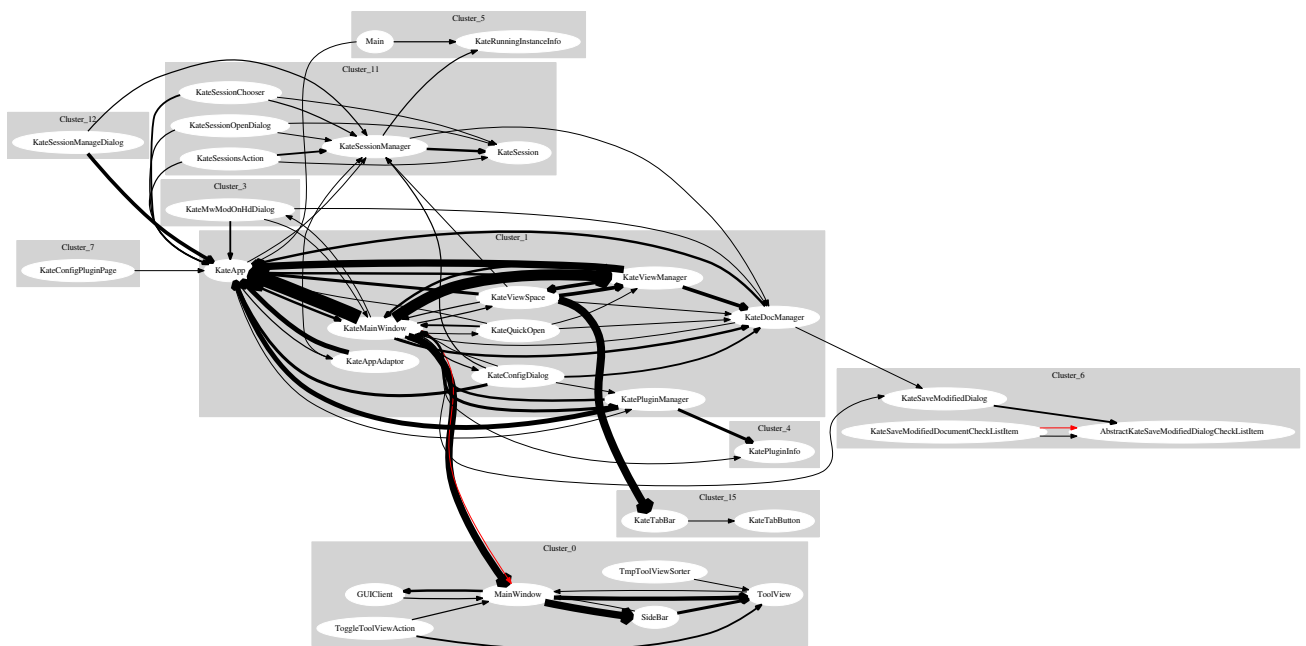 Cluster_5
Main
KateRunningInstanceInfo
Cluster_11
KateSessionChooser
KateSessionOpenDialog
KateSessionManager
KateSession
KateSessionsAction
Cluster_12
KateSessionManageDialog
Cluster_3
KateMwModOnHdDialog
Cluster_7
KateConfigPluginPage
Cluster_1
KateApp
KateViewManager
KateViewSpace
KateDocManager
KateMainWindow
KateQuickOpen
KateAppAdaptor
KateConfigDialog
KatePluginManager
Cluster_6
KateSaveModifiedDialog
KateSaveModifiedDocumentCheckListItem
AbstractKateSaveModifiedDialogCheckListItem
Cluster_4
KatePluginInfo
Cluster_15
KateTabBar
KateTabButton
Cluster_0
TmpToolViewSorter
GUIClient
MainWindow
ToolView
SideBar
ToggleToolViewAction